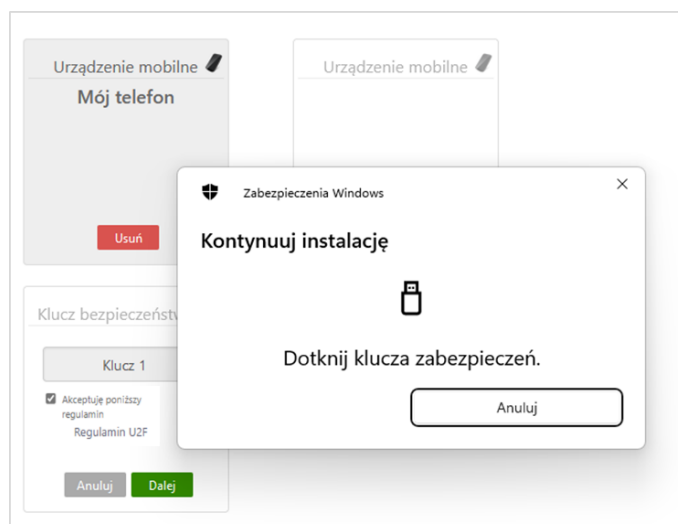 Urządzenie mobilne
Mój telefon
Usuń
Urządzenie mobilne
Zabezpieczenia Windows
Kontynuuj instalację
Dotknij klucza zabezpieczeń.
Anuluj
Klucz
Klucz 1
Akceptuję poniższy
regulamin
Regulamin U2F
Anuluj
Dalej